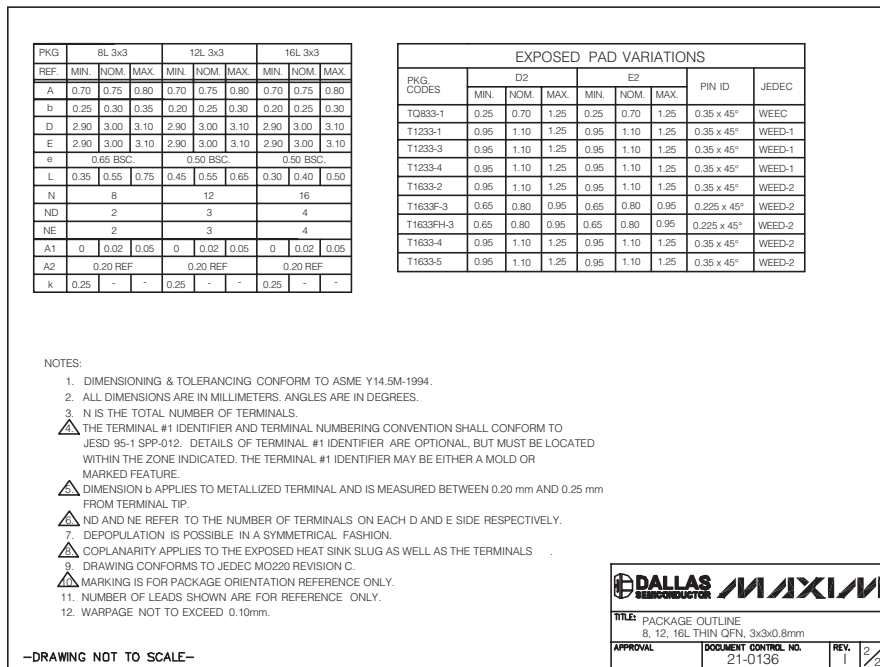 PKG 8L 3x3 12L 3x3 16L 3x3
REF. MIN. NOM. MAX. MIN. NOM. MAX. MIN. NOM. MAX.
A 0.70 0.75 0.80 0.70 0.75 0.80 0.70 0.75 0.80
b 0.25 0.30 0.35 0.20 0.25 0.30 0.20 0.25 0.30
D 2.90 3.00 3.10 2.90 3.00 3.10 2.90 3.00 3.10
E 2.90 3.00 3.10 2.90 3.00 3.10 2.90 3.00 3.10
e 0.65 BSC. 0.50 BSC. 0.50 BSC.
L 0.35 0.55 0.75 0.45 0.55 0.65 0.30 0.40 0.50
N 8 12 16
ND 2 3 4
NE 2 3 4
A1 0 0.02 0.05 0 0.02 0.05 0 0.02 0.05
A2 0.20 REF 0.20 REF 0.20 REF
k 0.25 - - 0.25 - - 0.25 - -
EXPOSED PAD VARIATIONS
PKG. CODES D2 E2 PIN ID JEDEC
MIN. NOM. MAX. MIN. NOM. MAX.
TQ833-1 0.25 0.70 1.25 0.25 0.70 1.25 0.35 x 45° WEEC
T1233-1 0.95 1.10 1.25 0.95 1.10 1.25 0.35 x 45° WEED-1
T1233-3 0.95 1.10 1.25 0.95 1.10 1.25 0.35 x 45° WEED-1
T1233-4 0.95 1.10 1.25 0.95 1.10 1.25 0.35 x 45° WEED-1
T1633-2 0.95 1.10 1.25 0.95 1.10 1.25 0.35 x 45° WEED-2
T1633F-3 0.65 0.80 0.95 0.65 0.80 0.95 0.225 x 45° WEED-2
T1633FH-3 0.65 0.80 0.95 0.65 0.80 0.95 0.225 x 45° WEED-2
T1633-4 0.95 1.10 1.25 0.95 1.10 1.25 0.35 x 45° WEED-2
T1633-5 0.95 1.10 1.25 0.95 1.10 1.25 0.35 x 45° WEED-2
NOTES:
1. DIMENSIONING & TOLERANCING CONFORM TO ASME Y14.5M-1994.
2. ALL DIMENSIONS ARE IN MILLIMETERS. ANGLES ARE IN DEGREES.
3. N IS THE TOTAL NUMBER OF TERMINALS.
4. THE TERMINAL #1 IDENTIFIER AND TERMINAL NUMBERING CONVENTION SHALL CONFORM TO
JESD 95-1 SPP-012. DETAILS OF TERMINAL #1 IDENTIFIER ARE OPTIONAL, BUT MUST BE LOCATED
WITHIN THE ZONE INDICATED. THE TERMINAL #1 IDENTIFIER MAY BE EITHER A MOLD OR
MARKED FEATURE.
5. DIMENSION b APPLIES TO METALLIZED TERMINAL AND IS MEASURED BETWEEN 0.20 mm AND 0.25 mm
FROM TERMINAL TIP.
6. ND AND NE REFER TO THE NUMBER OF TERMINALS ON EACH D AND E SIDE RESPECTIVELY.
7. DEPOPULATION IS POSSIBLE IN A SYMMETRICAL FASHION.
8. COPLANARITY APPLIES TO THE EXPOSED HEAT SINK SLUG AS WELL AS THE TERMINALS .
9. DRAWING CONFORMS TO JEDEC MO220 REVISION C.
10. MARKING IS FOR PACKAGE ORIENTATION REFERENCE ONLY.
11. NUMBER OF LEADS SHOWN ARE FOR REFERENCE ONLY.
12. WARPAGE NOT TO EXCEED 0.10mm.
-DRAWING NOT TO SCALE-
DALLAS SEMICONDUCTOR MAXIM
TITLE: PACKAGE OUTLINE
8, 12, 16L THIN QFN, 3x3x0.8mm
APPROVAL DOCUMENT CONTROL NO. REV.
21-0136 I 2/2